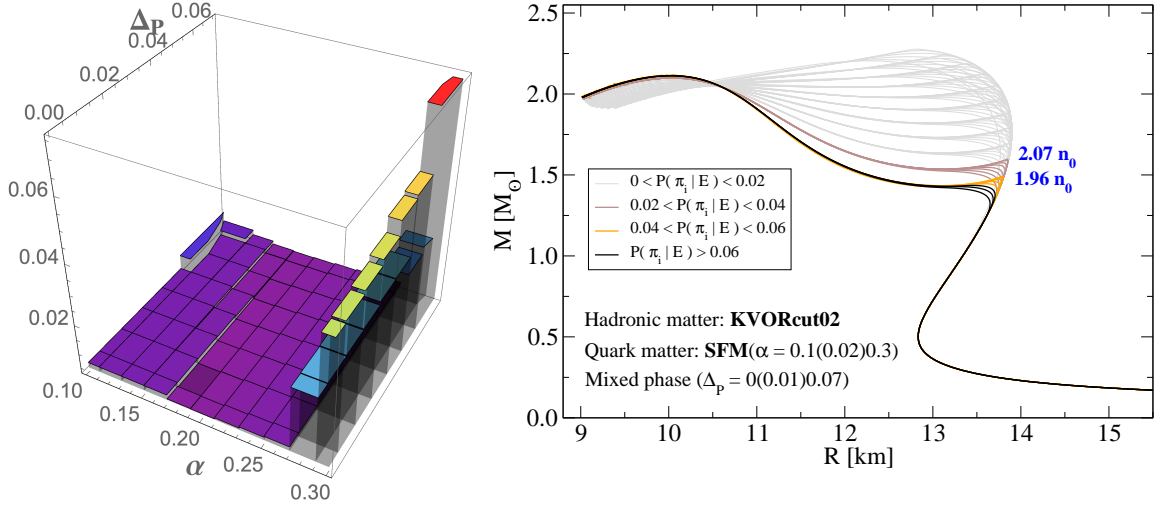 Δ_P
0.06
0.04
0.02
0.00
0.06
0.04
0.02
0.10
0.15
0.20
0.25
0.30
α
2.5
2.0
1.5
1.0
0.5
0.0
M [M_⊙]
9
10
11
12
13
14
15
R [km]
2.07 n_0
1.96 n_0
0 < P( π_i | E ) < 0.02
0.02 < P( π_i | E ) < 0.04
0.04 < P( π_i | E ) < 0.06
P( π_i | E ) > 0.06
Hadronic matter: KVORcut02
Quark matter: SFM(α = 0.1(0.02)0.3)
Mixed phase (Δ_P = 0(0.01)0.07)